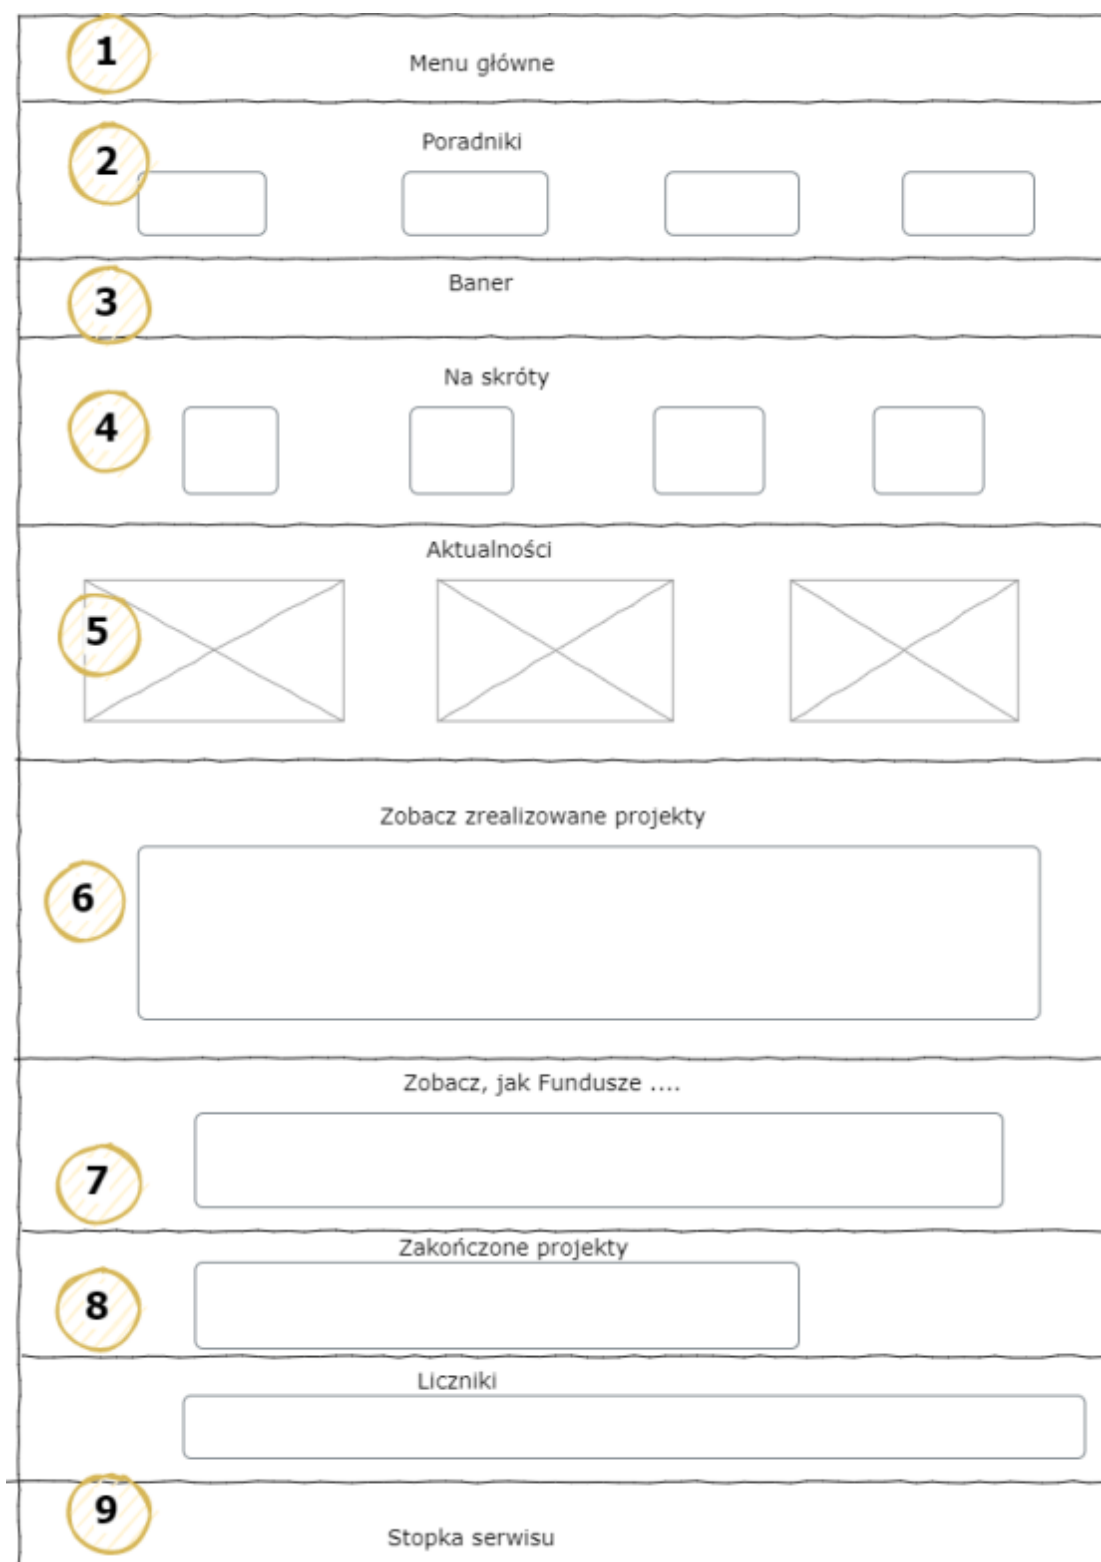 1
Menu główne
2
Poradniki
3
Baner
4
Na skróty
5
Aktualności
6
Zobacz zrealizowane projekty
7
Zobacz, jak Fundusze ....
8
Zakończone projekty
Liczniki
9
Stopka serwisu